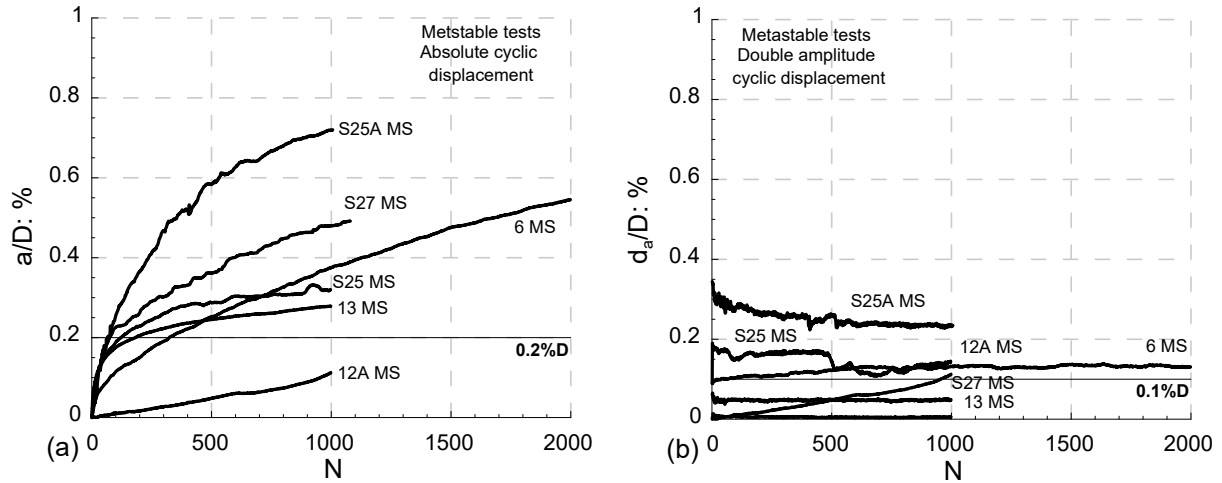 1
0.8
0.6
0.4
0.2
0
a/D: %
Metstable tests
Absolute cyclic
displacement
S25A MS
S27 MS
6 MS
S25 MS
13 MS
0.2%D
12A MS
0 500 1000 1500 2000
(a)
N
1
0.8
0.6
0.4
0.2
0
dₐ/D: %
Metastable tests
Double amplitude
cyclic displacement
S25A MS
S25 MS
12A MS
6 MS
0.1%D
S27 MS
13 MS
0 500 1000 1500 2000
(b)
N